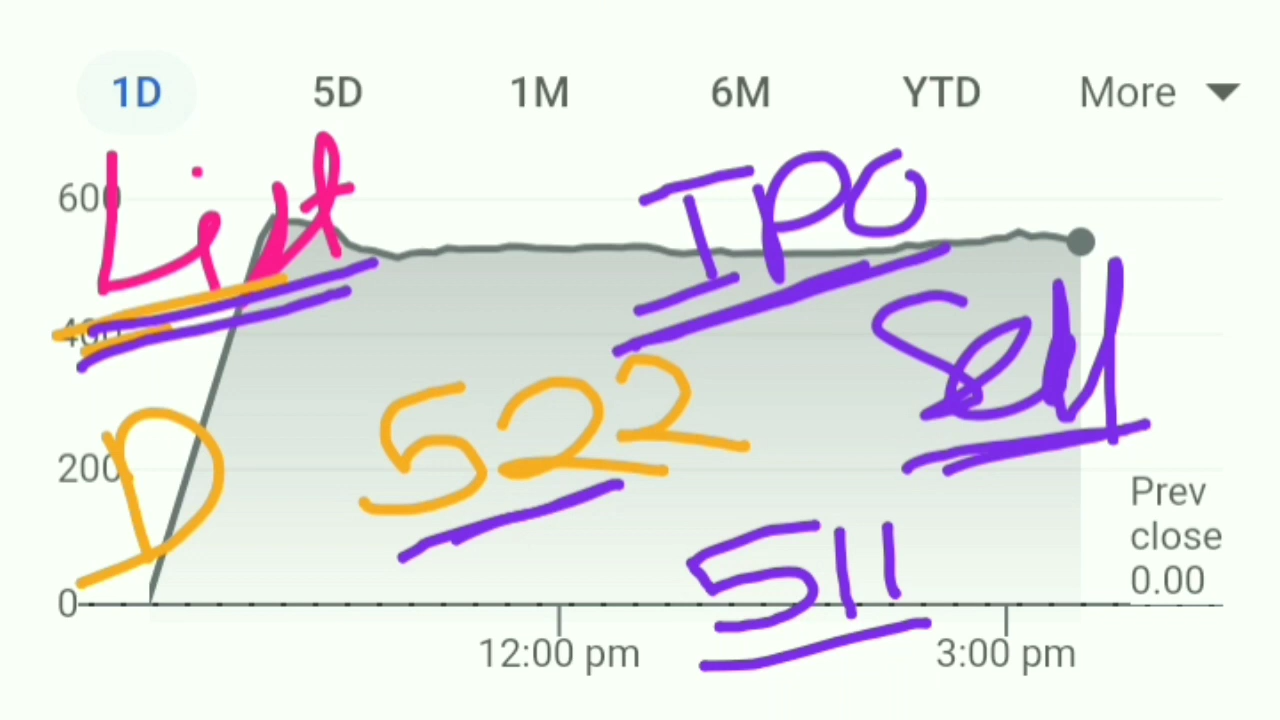 1D 5D 1M 6M YTD More
600 List IPO
400 Sell
200 D 522
Prev
close
0.00
0 511
12:00 pm 3:00 pm